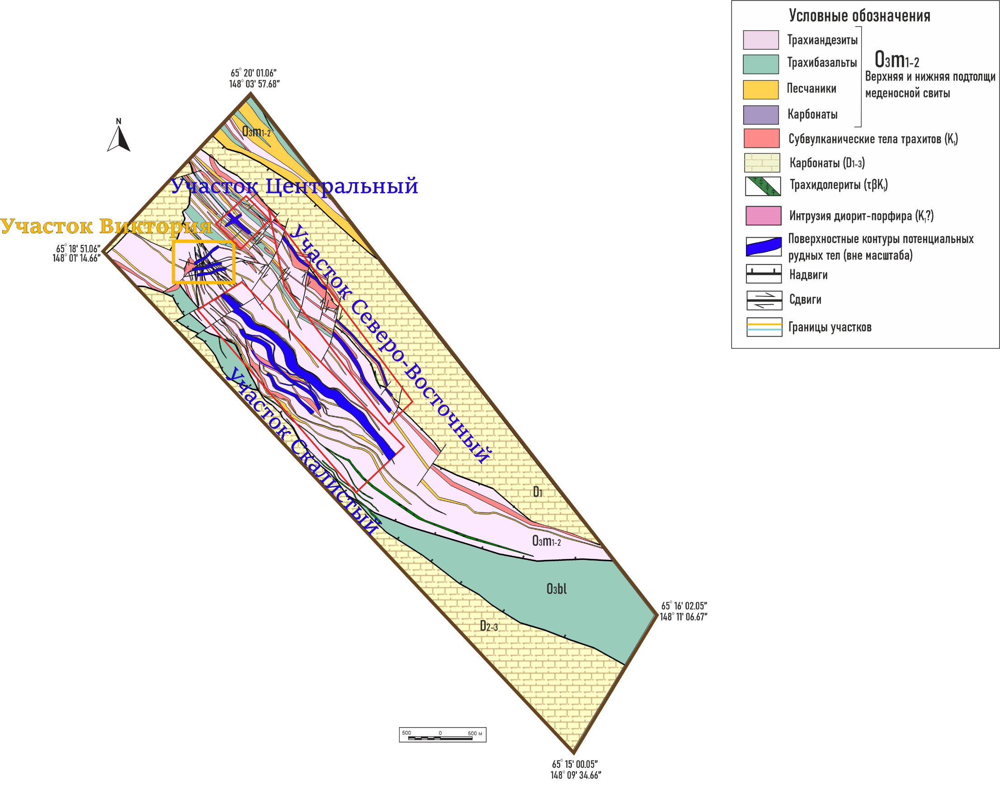 Условные обозначения
Трахиандезиты
Трахибазальты
Песчаники
Карбонаты
O3m1-2
Верхняя и нижняя подтолщи
меденосной свиты
Субвулканические тела трахитов (K1)
Карбонаты (D1-3)
Трахидолериты (τβK1)
Интрузия диорит-порфира (K1?)
Поверхностные контуры потенциальных
рудных тел (вне масштаба)
Надвиги
Сдвиги
Границы участков
65° 20' 01.06"
148° 03' 57.68"
N
O3m1-2
Участок Центральный
Участок Виктория
65° 18' 51.06"
148° 01' 14.66"
Участок Северо-Восточный
Участок Скалистый
D1
O3m1-2
O3bl
D2-3
65° 16' 02.05"
148° 11' 06.67"
500 0 500 м
65° 15' 00.05"
148° 09' 34.66"